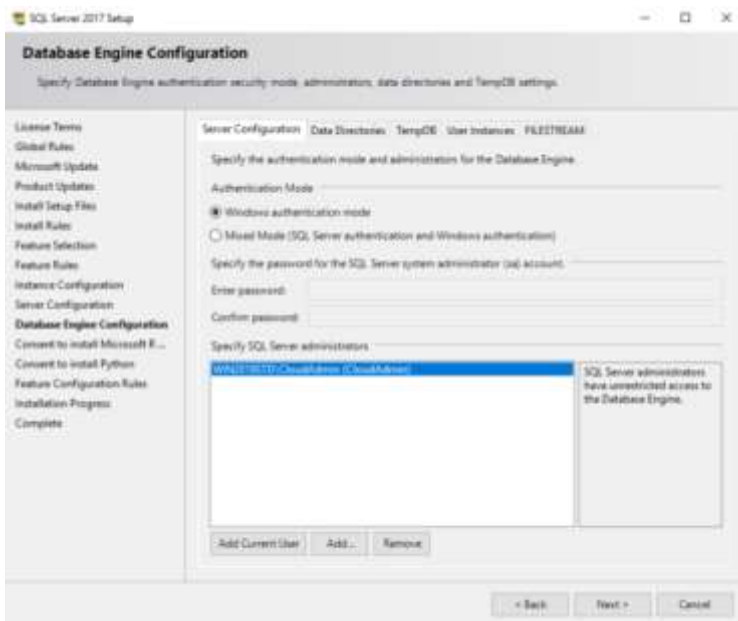 SQL Server 2017 Setup
Database Engine Configuration
Specify Database Engine authentication security mode, administrators, data directories and TempDB settings.
License Terms
Global Rules
Microsoft Update
Product Updates
Install Setup Files
Install Rules
Feature Selection
Feature Rules
Instance Configuration
Server Configuration
Database Engine Configuration
Consent to install Microsoft R ...
Consent to install Python
Feature Configuration Rules
Installation Progress
Complete
Server Configuration Data Directories TempDB User Instances FILESTREAM
Specify the authentication mode and administrators for the Database Engine.
Authentication Mode
Windows authentication mode
Mixed Mode (SQL Server authentication and Windows authentication)
Specify the password for the SQL Server system administrator (sa) account.
Enter password:
Confirm password:
Specify SQL Server administrators
(CloudAdmin)
SQL Server administrators
have unrestricted access to
the Database Engine.
Add Current User Add... Remove
< Back Next > Cancel